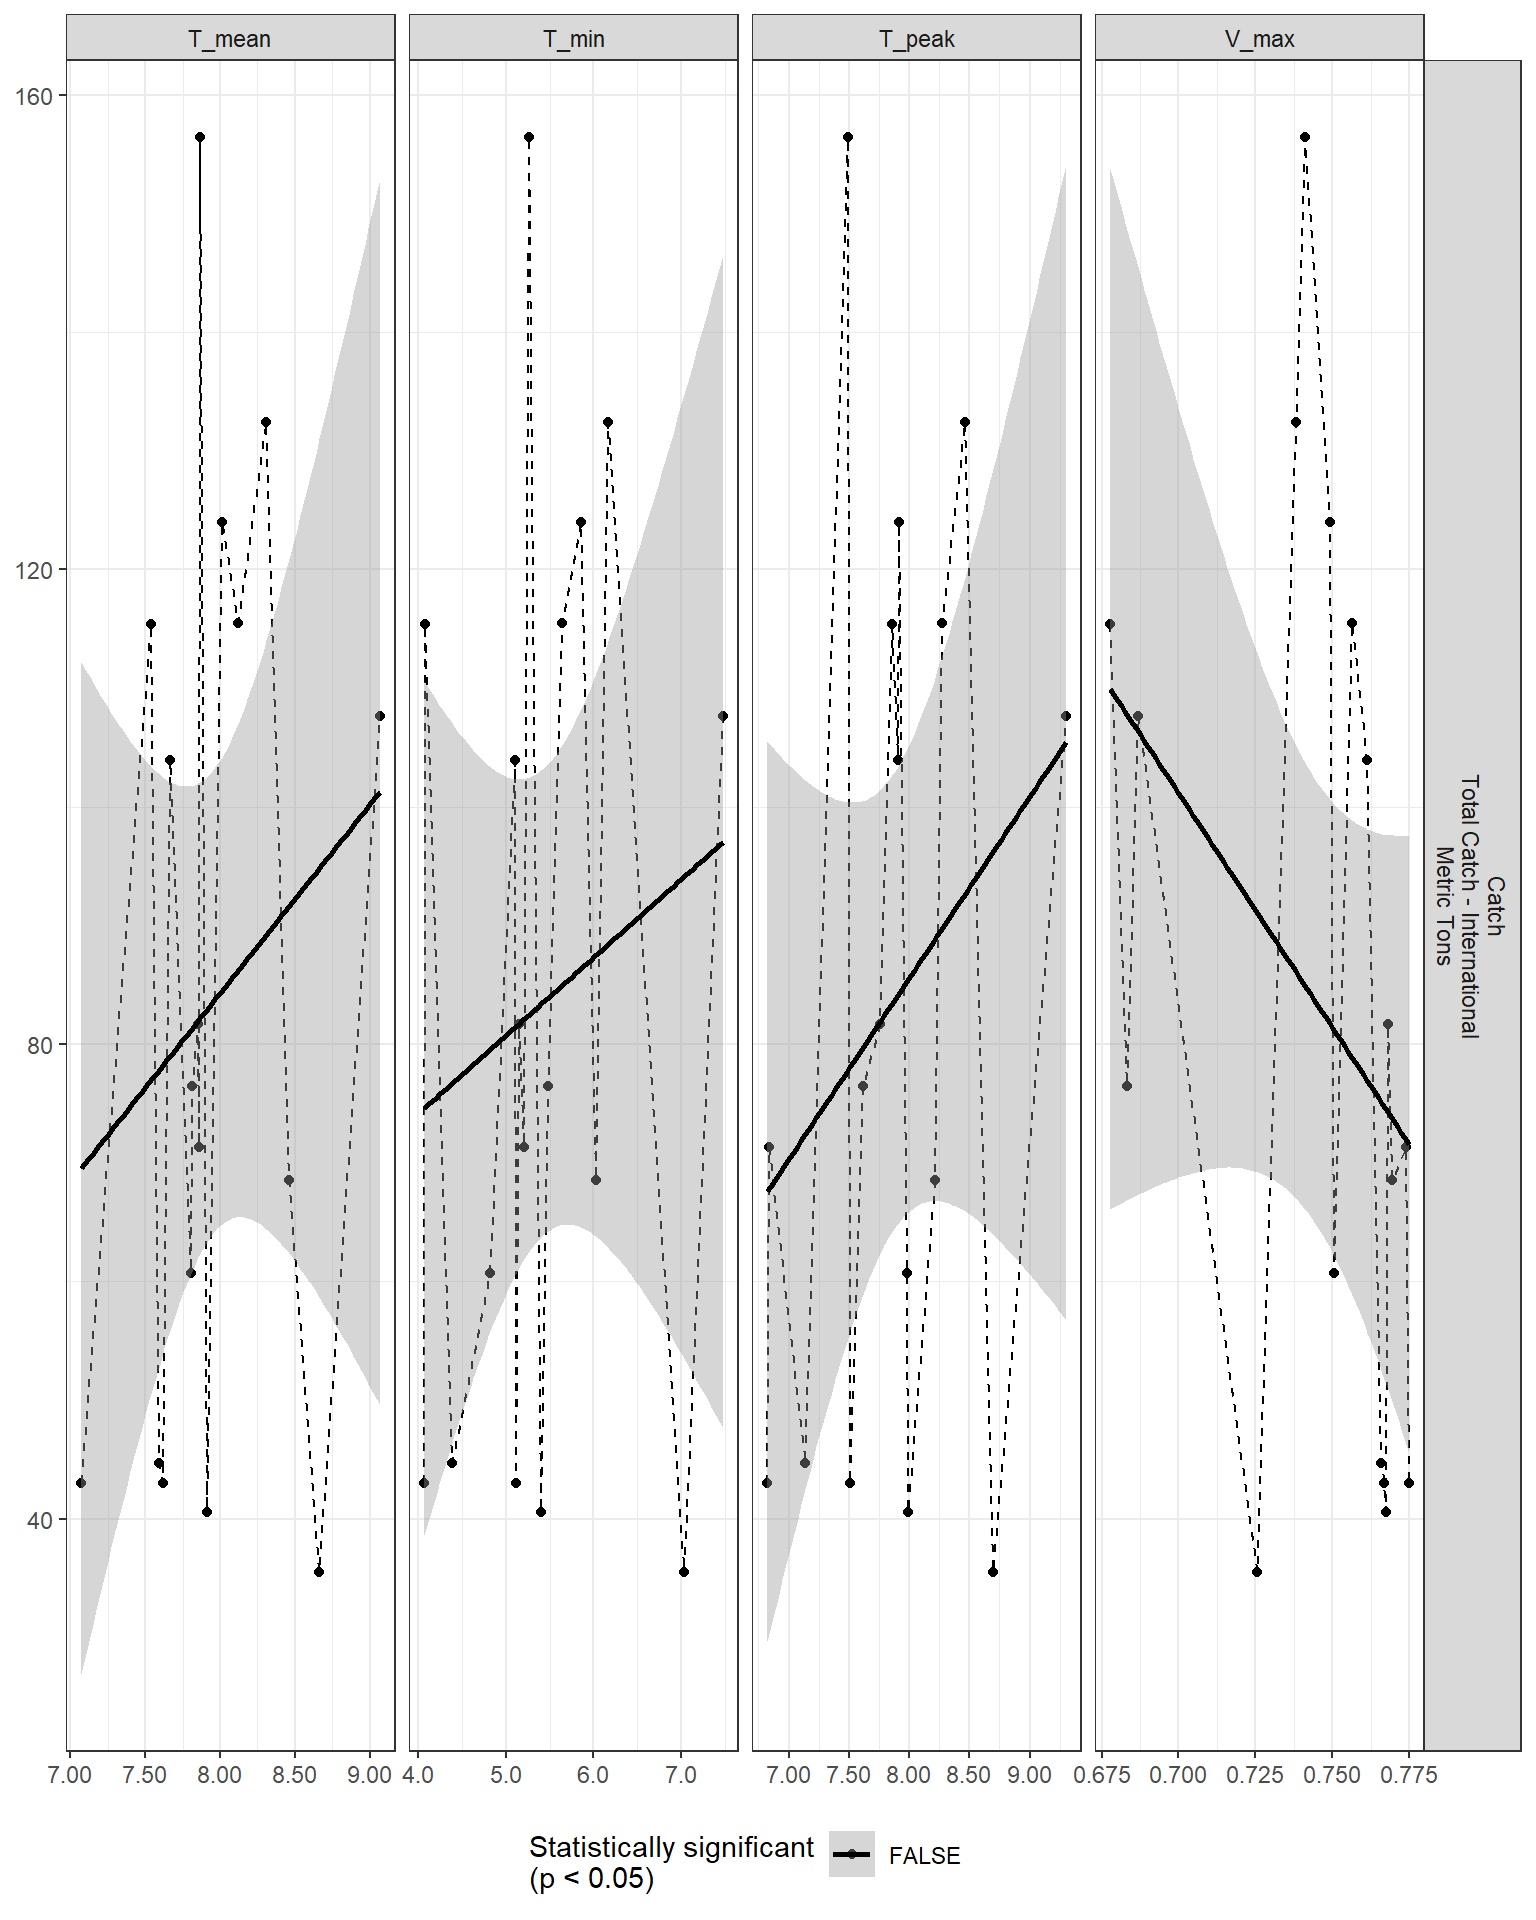 T_mean
T_min
T_peak
V_max
160
120
80
40
Catch
Total Catch - International
Metric Tons
7.00 7.50 8.00 8.50 9.00
4.0 5.0 6.0 7.0
7.00 7.50 8.00 8.50 9.00
0.675 0.700 0.725 0.750 0.775
Statistically significant
(p < 0.05)
FALSE